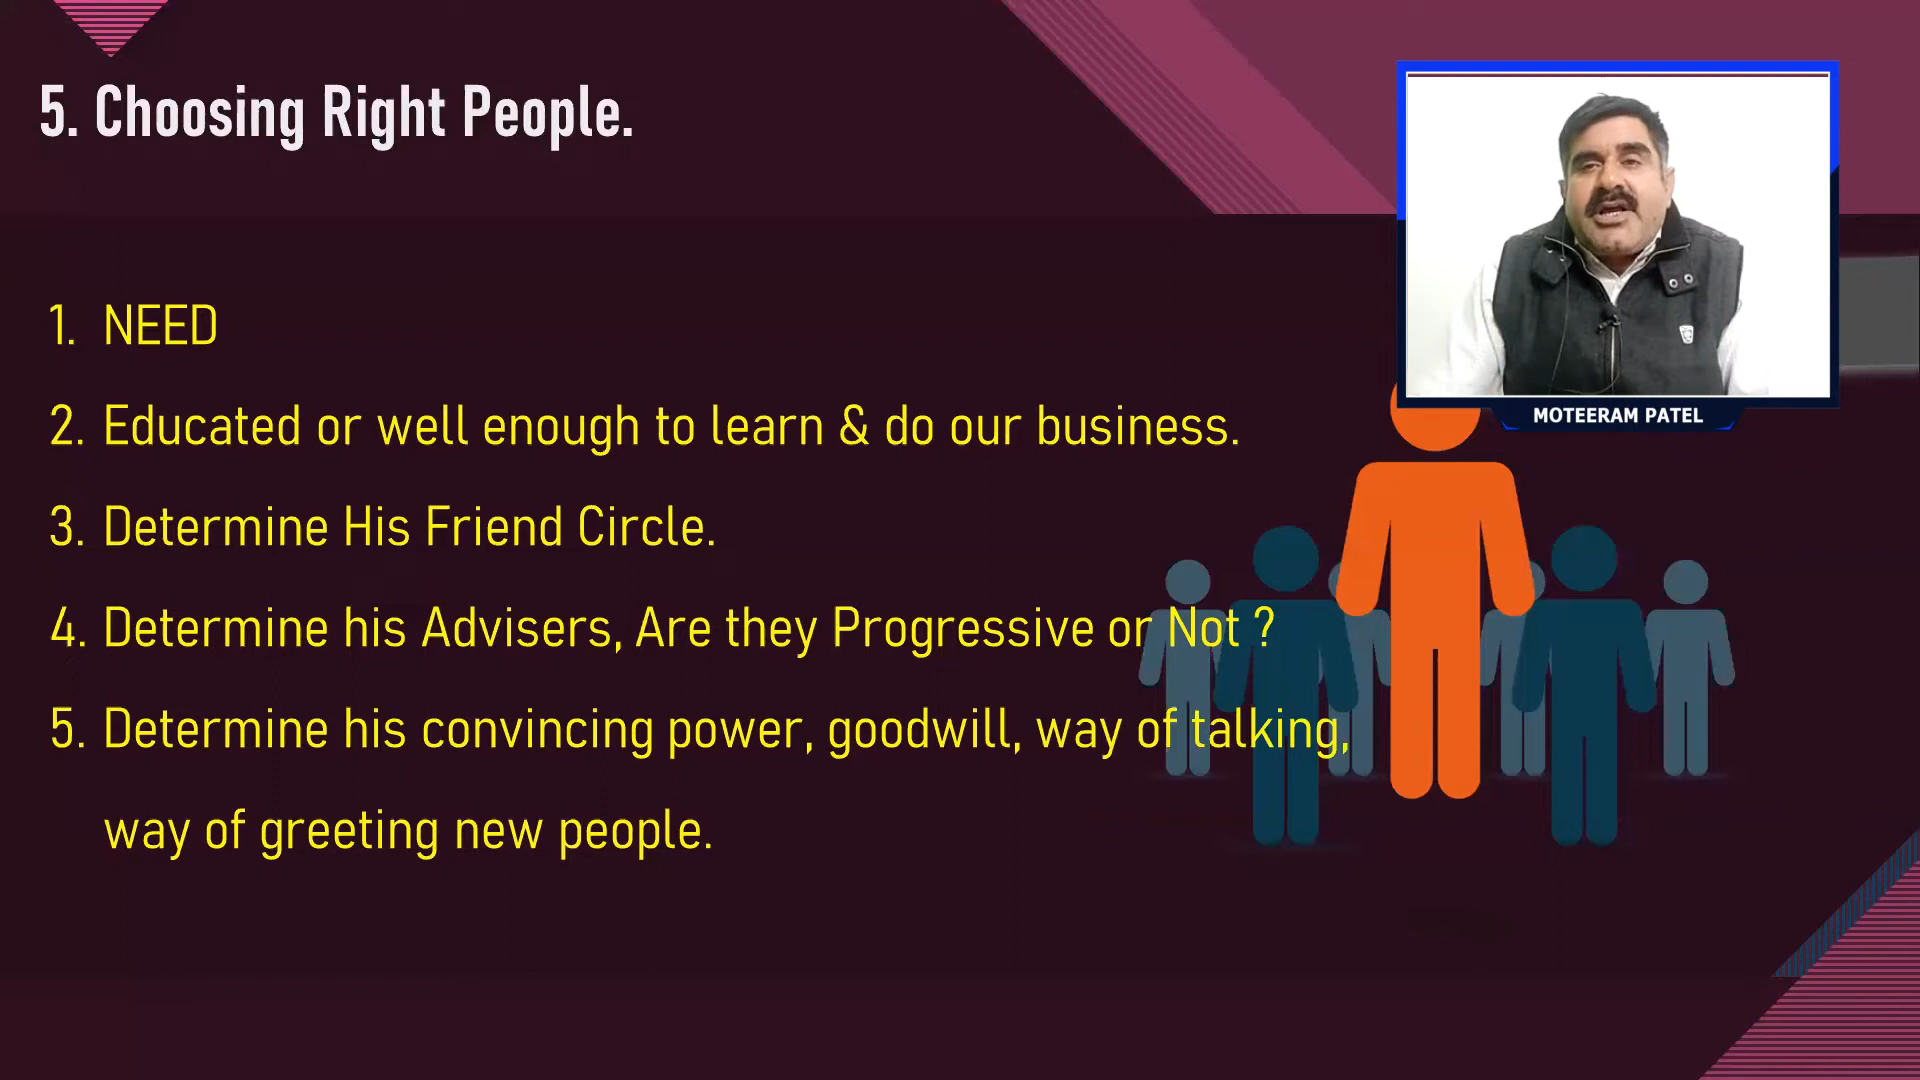 5. Choosing Right People.
1. NEED
2. Educated or well enough to learn & do our business.
3. Determine His Friend Circle.
4. Determine his Advisers, Are they Progressive or Not ?
5. Determine his convincing power, goodwill, way of talking,
way of greeting new people.
MOTEERAM PATEL